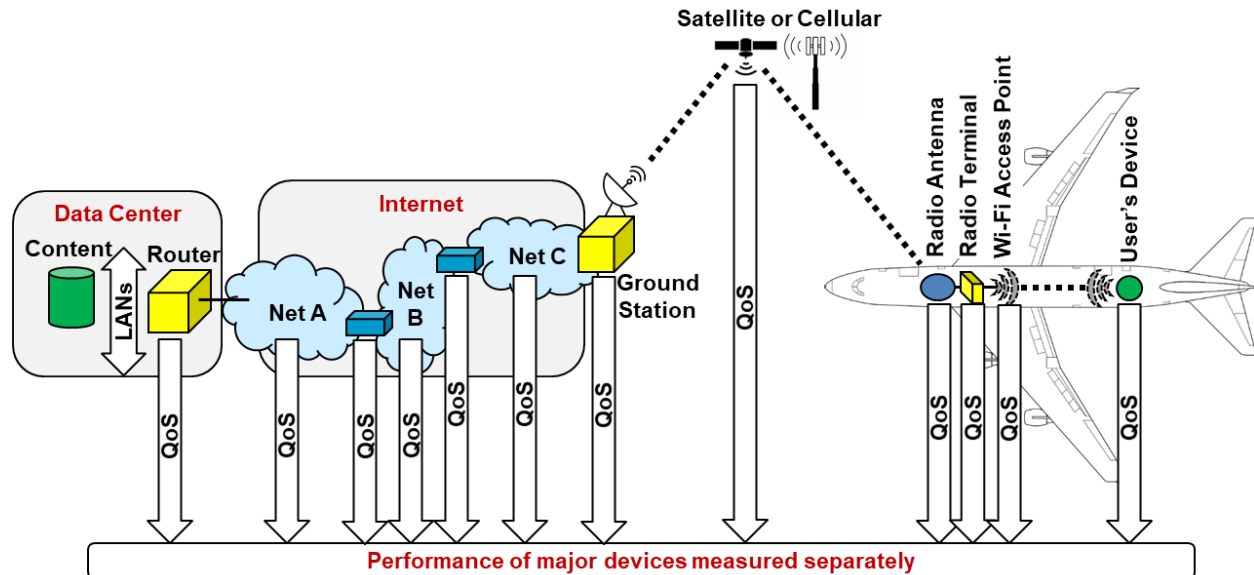 Satellite or Cellular
Data Center
Content
Router
LANs
Internet
Net A
Net
B
Net C
Ground
Station
Radio Antenna
Radio Terminal
Wi-Fi Access Point
User's Device
QoS
QoS
QoS
QoS
QoS
QoS
QoS
QoS
QoS
QoS
QoS
QoS
Performance of major devices measured separately